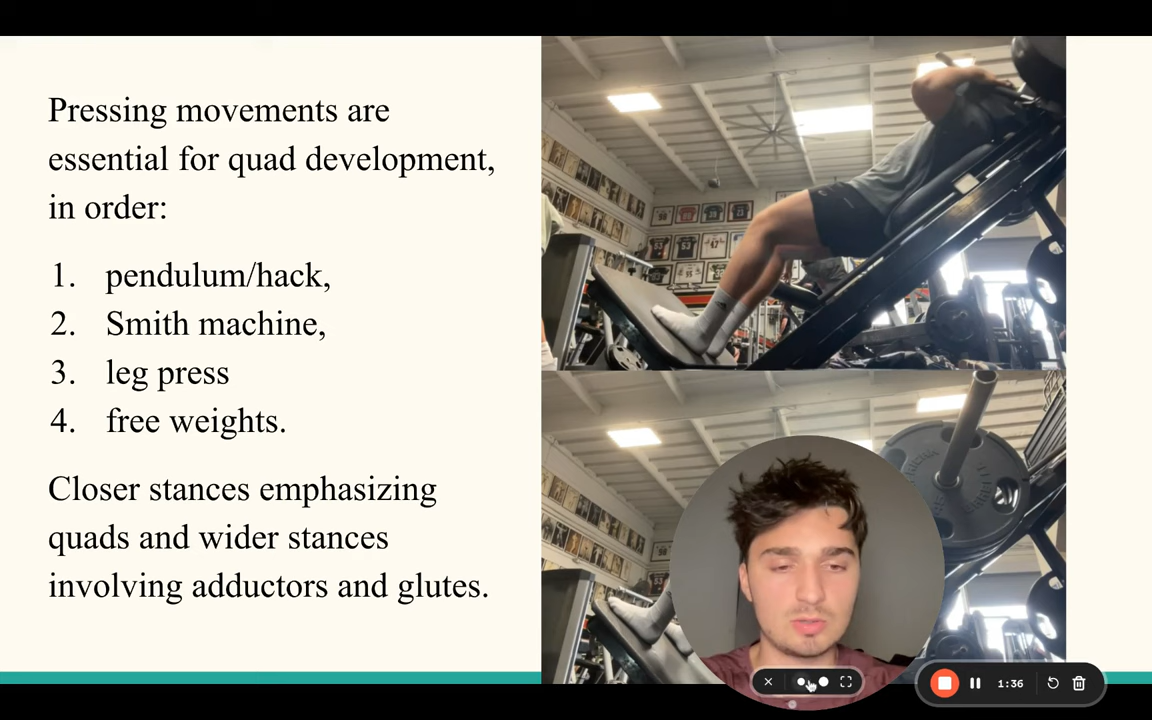 Pressing movements are
essential for quad development,
in order:
1. pendulum/hack,
2. Smith machine,
3. leg press
4. free weights.
Closer stances emphasizing
quads and wider stances
involving adductors and glutes.
1:36